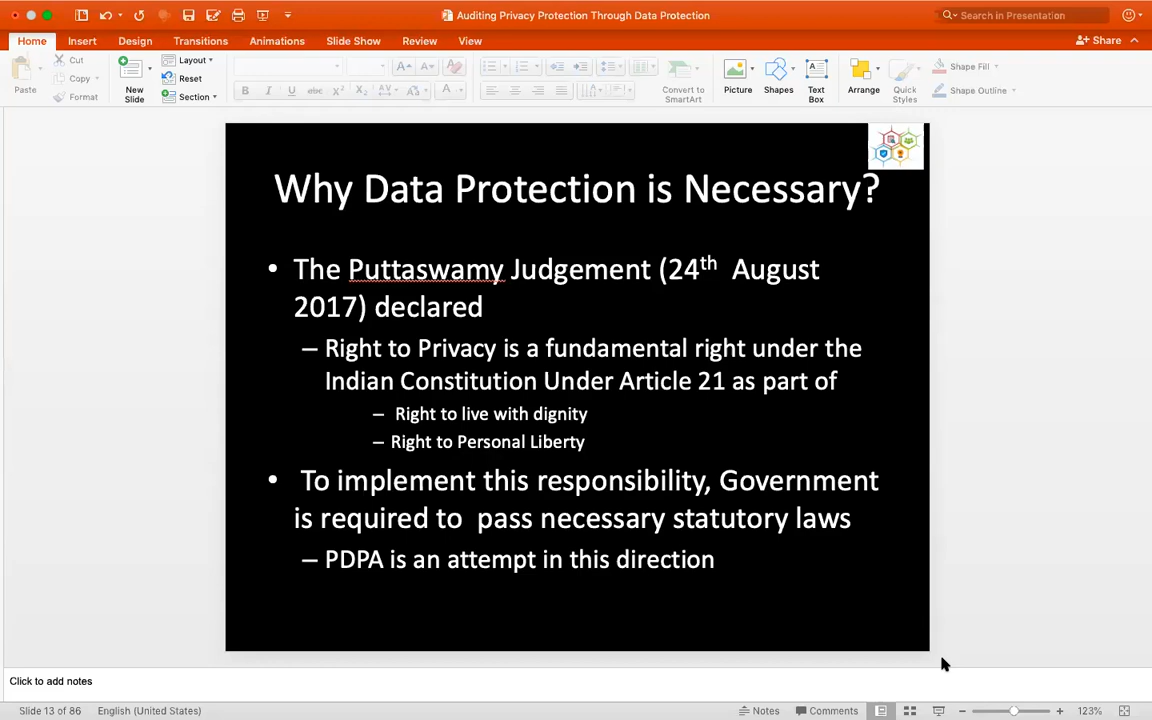 Auditing Privacy Protection Through Data Protection
Search in Presentation
Home Insert Design Transitions Animations Slide Show Review View
Share
Paste
Cut
Copy
Format
New
Slide
Layout
Reset
Section
B I U abc X² X₂ AV Aa A
Convert to
SmartArt
Picture
Shapes
Text
Box
Arrange
Quick
Styles
Shape Fill
Shape Outline
Why Data Protection is Necessary?
• The Puttaswamy Judgement (24th August
2017) declared
– Right to Privacy is a fundamental right under the
Indian Constitution Under Article 21 as part of
– Right to live with dignity
– Right to Personal Liberty
• To implement this responsibility, Government
is required to pass necessary statutory laws
– PDPA is an attempt in this direction
Click to add notes
Slide 13 of 86 English (United States)
Notes Comments 123%